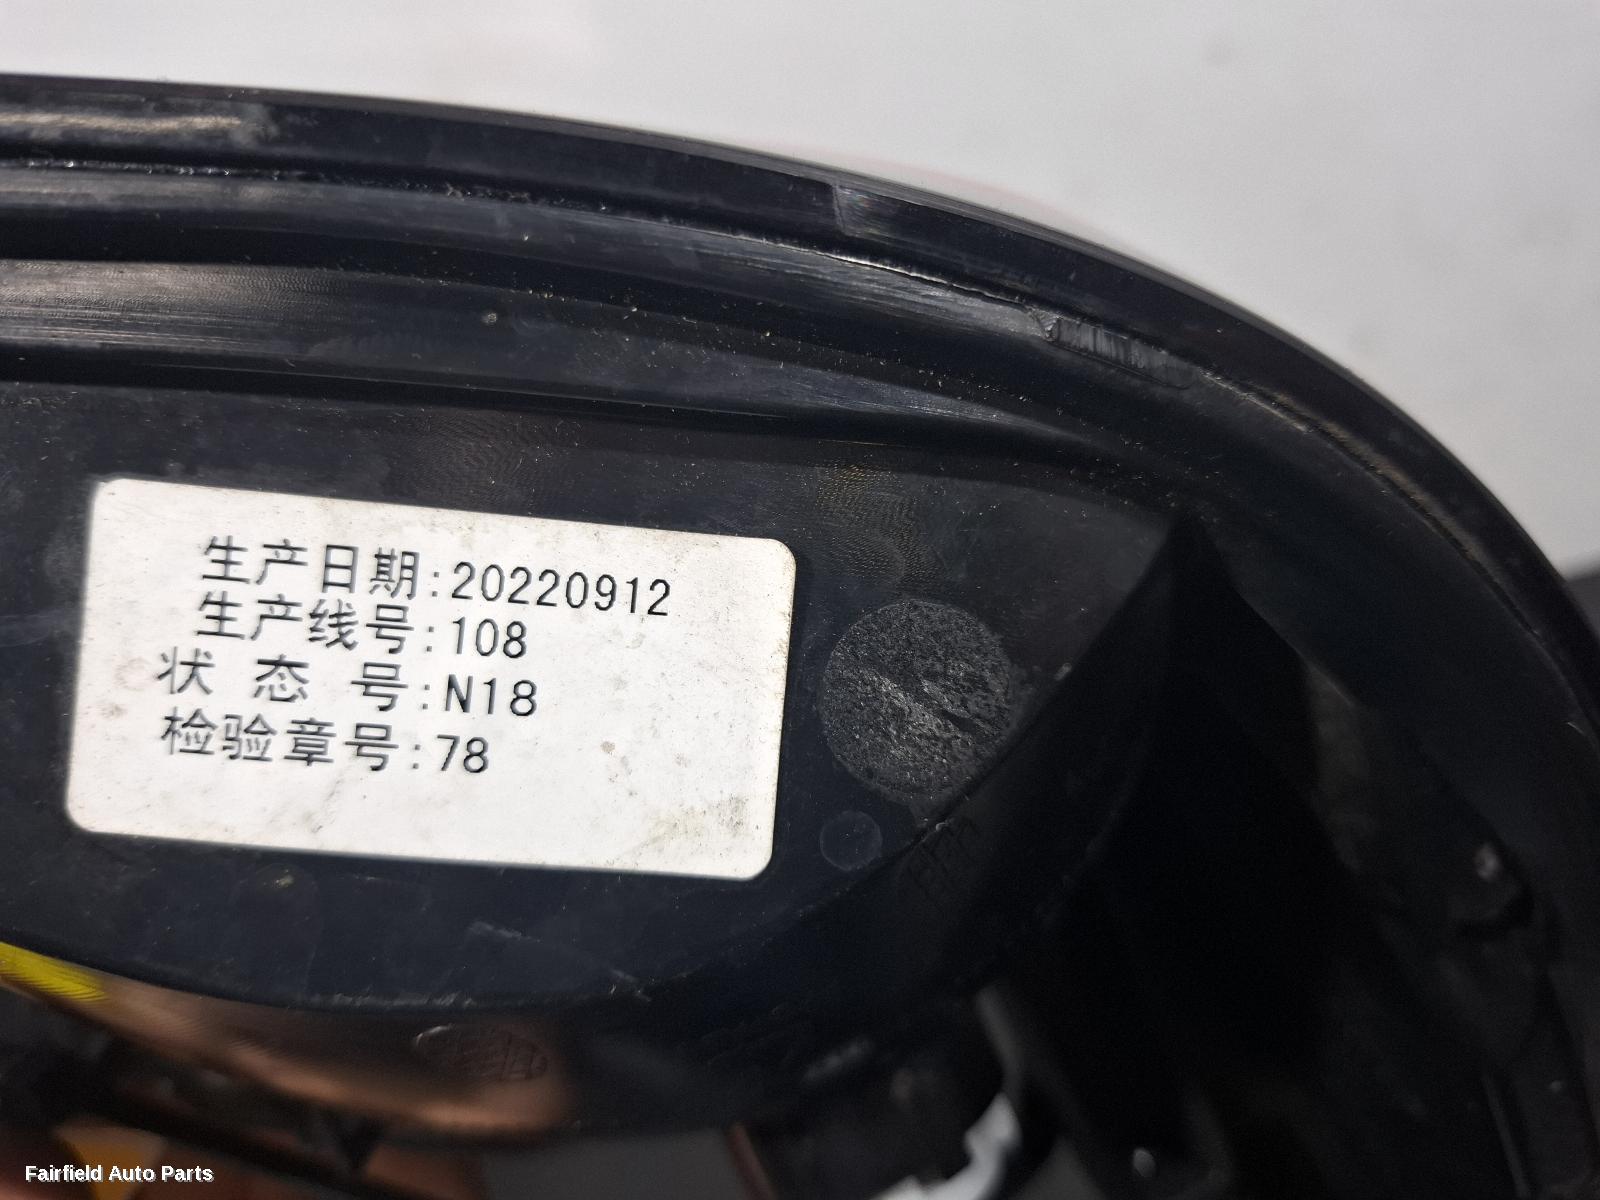 生产日期:20220912
生产线号:108
状 态 号:N18
检验章号:78
Fairfield Auto Parts